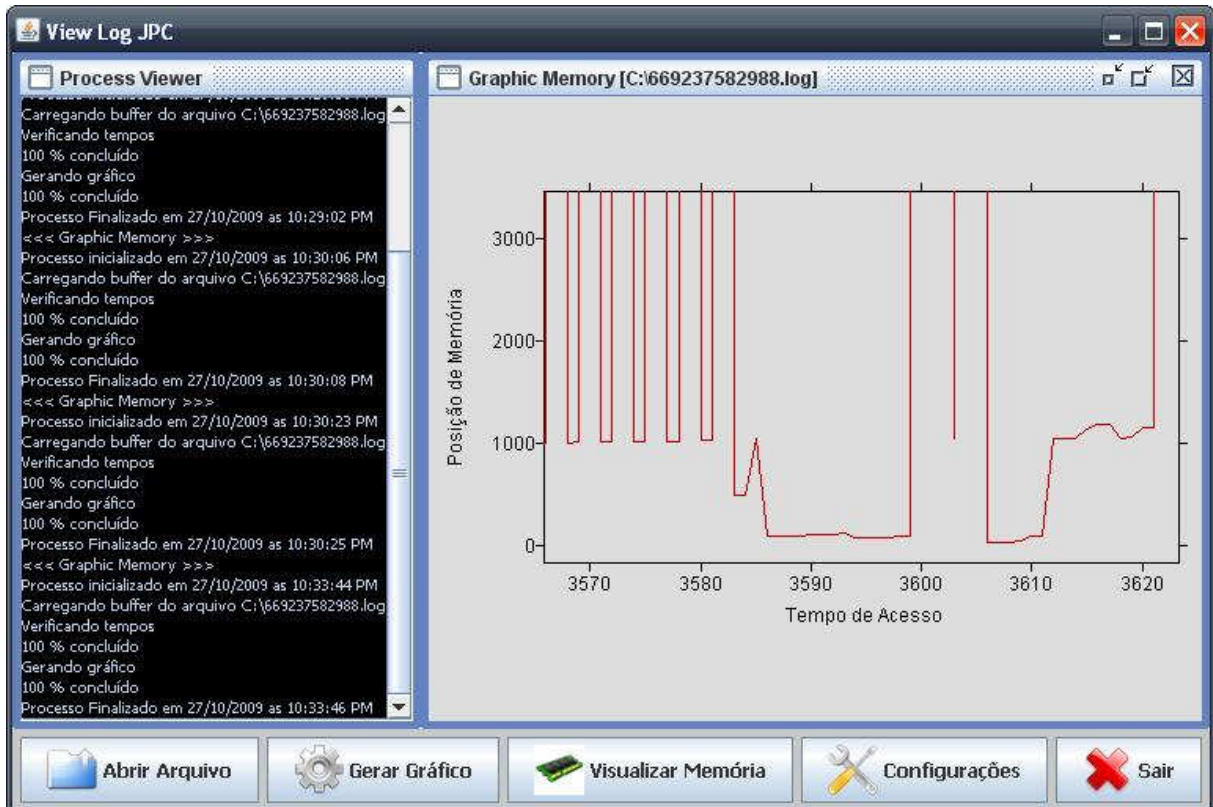 View Log JPC
Process Viewer
Carregando buffer do arquivo C:\669237582988.log
Verificando tempos
100 % concluído
Gerando gráfico
100 % concluído
Processo Finalizado em 27/10/2009 as 10:29:02 PM
<<< Graphic Memory >>>
Processo inicializado em 27/10/2009 as 10:30:06 PM
Carregando buffer do arquivo C:\669237582988.log
Verificando tempos
100 % concluído
Gerando gráfico
100 % concluído
Processo Finalizado em 27/10/2009 as 10:30:08 PM
<<< Graphic Memory >>>
Processo inicializado em 27/10/2009 as 10:30:23 PM
Carregando buffer do arquivo C:\669237582988.log
Verificando tempos
100 % concluído
Gerando gráfico
100 % concluído
Processo Finalizado em 27/10/2009 as 10:30:25 PM
<<< Graphic Memory >>>
Processo inicializado em 27/10/2009 as 10:33:44 PM
Carregando buffer do arquivo C:\669237582988.log
Verificando tempos
100 % concluído
Gerando gráfico
100 % concluído
Processo Finalizado em 27/10/2009 as 10:33:46 PM
Graphic Memory [C:\669237582988.log]
Posição de Memória
3000
2000
1000
0
3570 3580 3590 3600 3610 3620
Tempo de Acesso
Abrir Arquivo
Gerar Gráfico
Visualizar Memória
Configurações
Sair